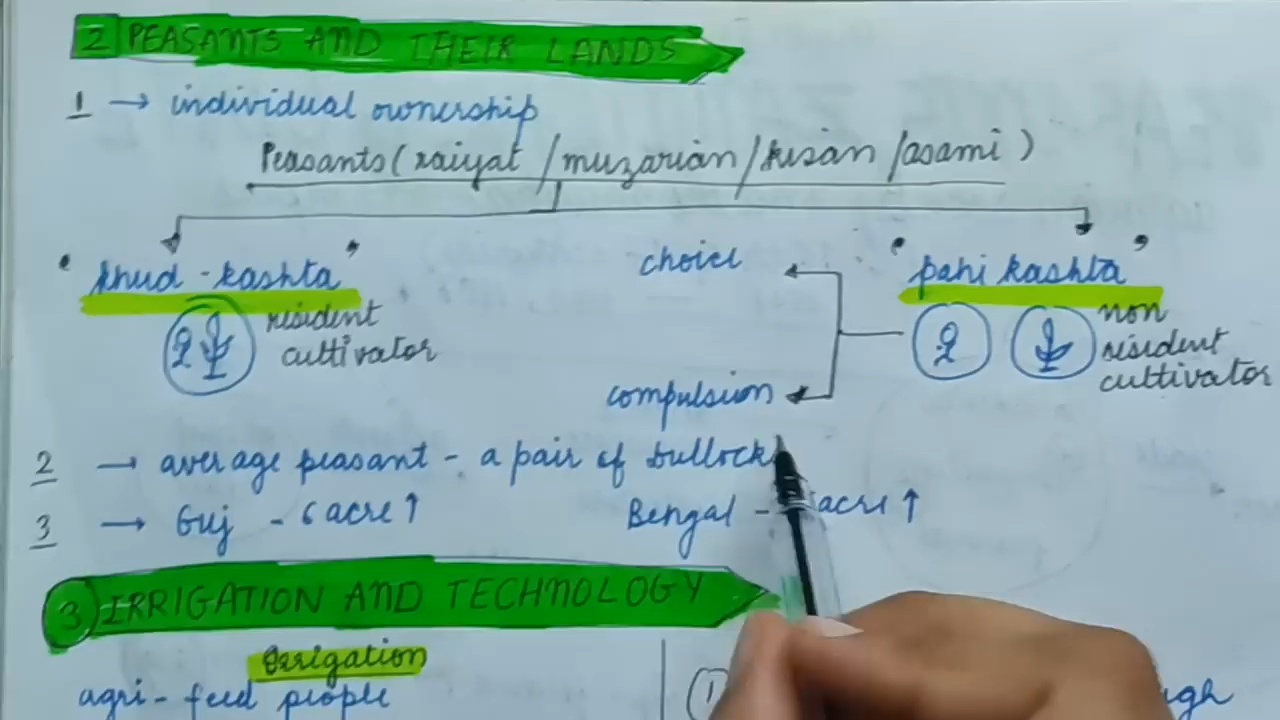 2 PEASANTS AND THEIR LANDS
1 → individual ownership
Peasants (raiyat / muzarian / kisan / asami)
"khud-kashta" choice "pahi kashta"
resident cultivator
non resident cultivator
compulsion
2 → average peasant - a pair of bullocks
3 → Guj - 6 acre ↑ Bengal - acre ↑
3 IRRIGATION AND TECHNOLOGY
Irrigation
agri - feed people 1